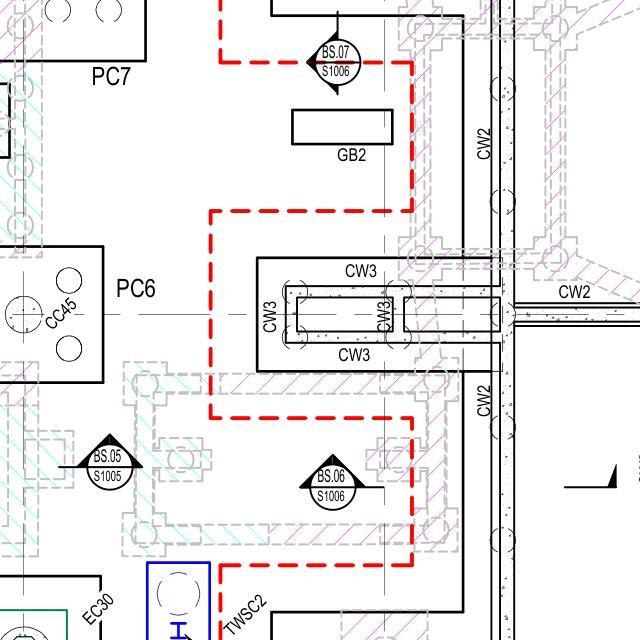 BS.07
S1006
PC7
CW2
GB2
CW3
PC6
CW2
CW3
CW3
CC45
CW3
CW2
BS.05
S1005
BS.06
S1006
EC30
TWSC2
H